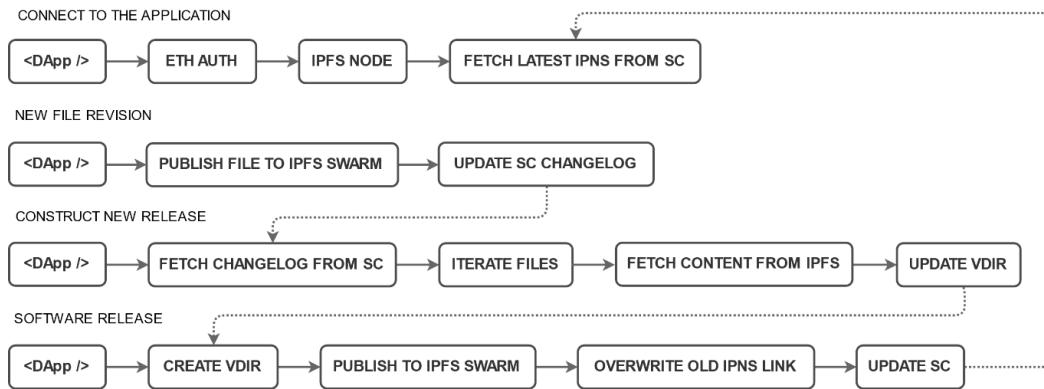 CONNECT TO THE APPLICATION
<DApp /> ETH AUTH IPFS NODE FETCH LATEST IPNS FROM SC
NEW FILE REVISION
<DApp /> PUBLISH FILE TO IPFS SWARM UPDATE SC CHANGELOG
CONSTRUCT NEW RELEASE
<DApp /> FETCH CHANGELOG FROM SC ITERATE FILES FETCH CONTENT FROM IPFS UPDATE VDIR
SOFTWARE RELEASE
<DApp /> CREATE VDIR PUBLISH TO IPFS SWARM OVERWRITE OLD IPNS LINK UPDATE SC